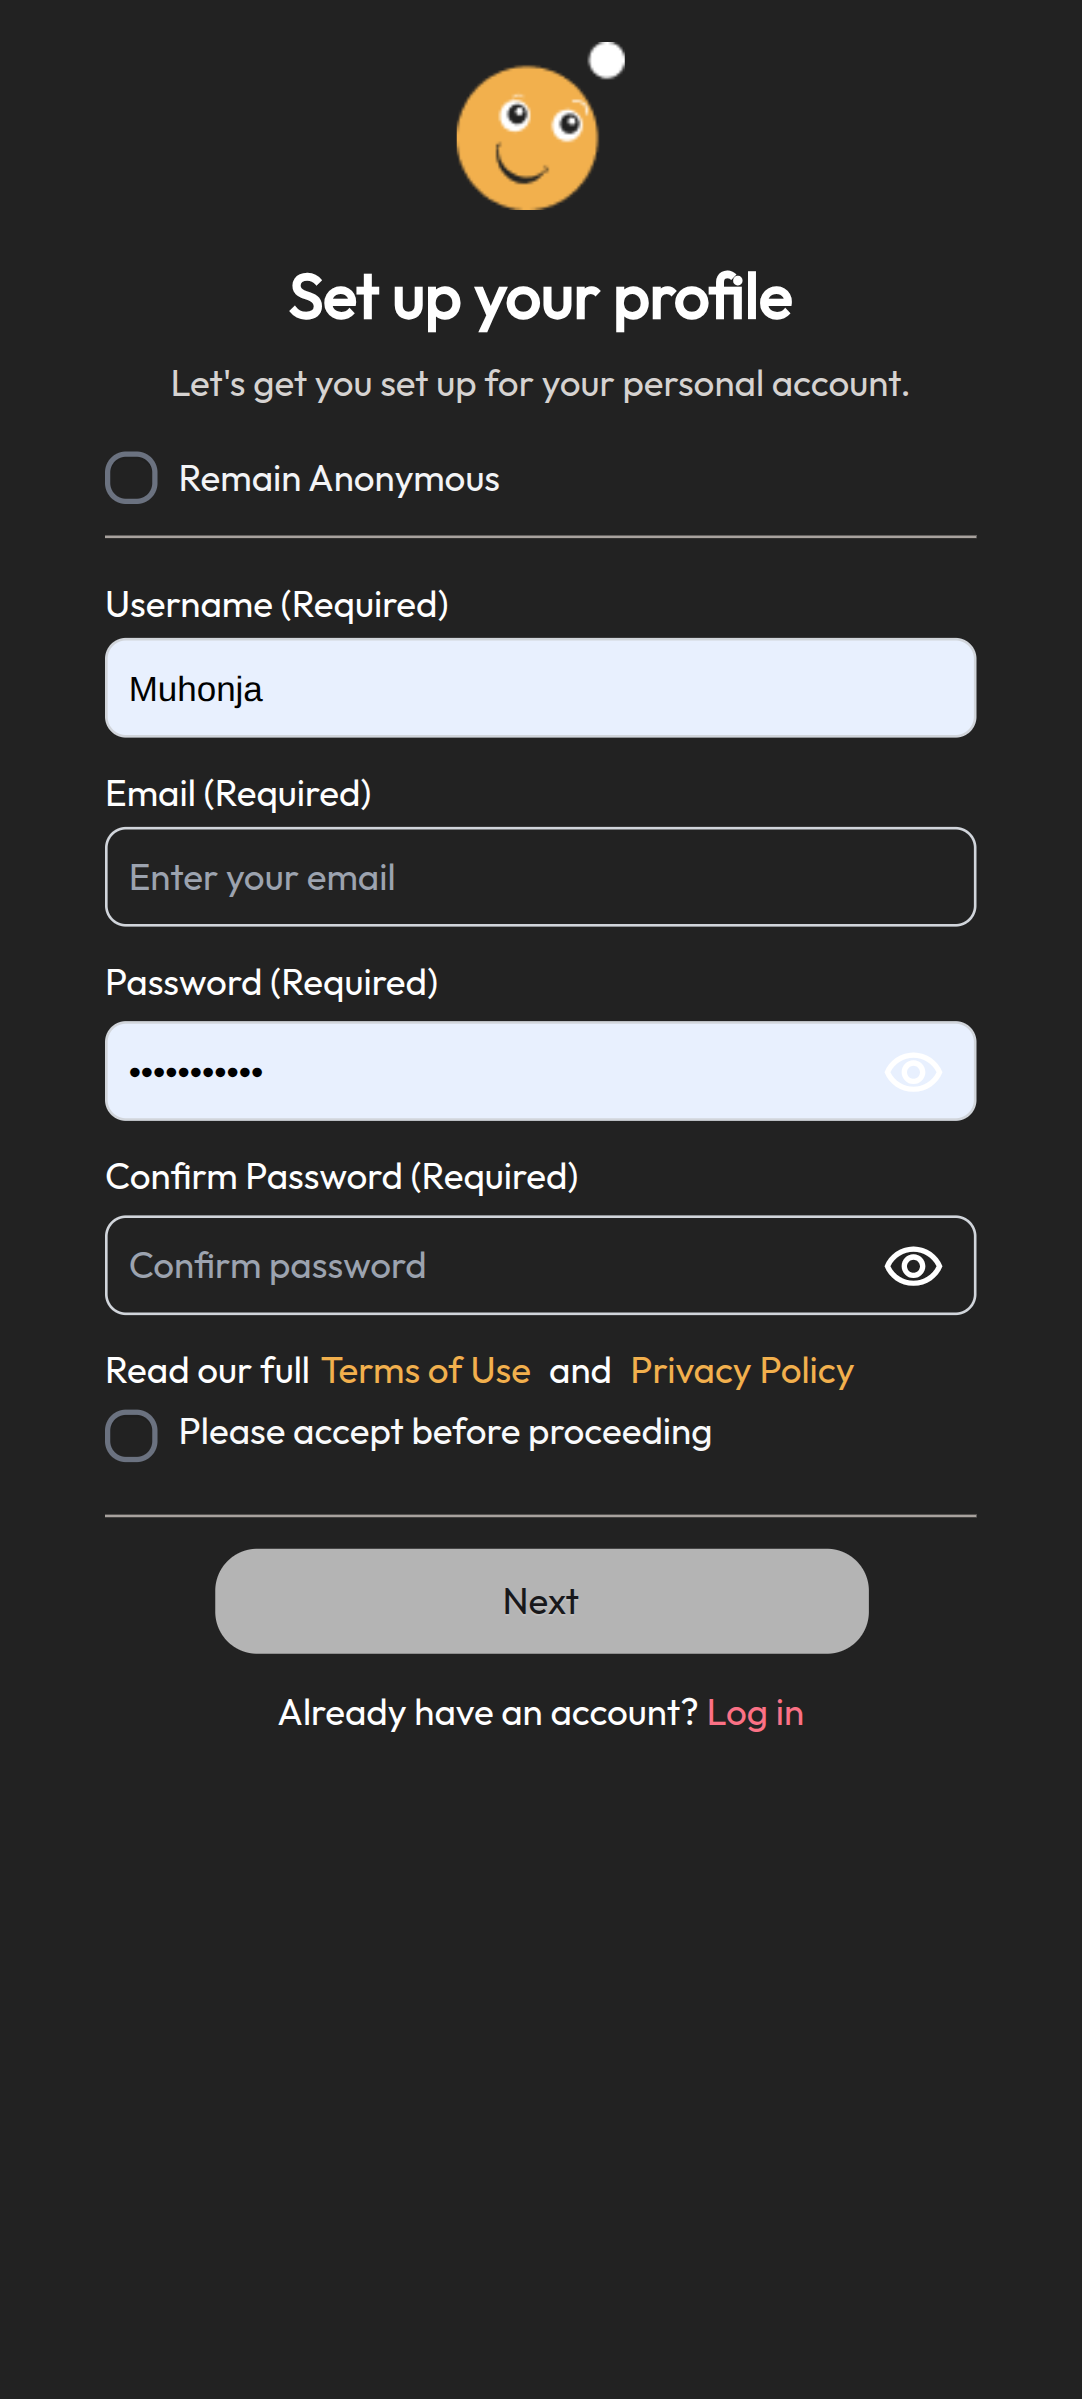 Set up your profile
Let's get you set up for your personal account.
Remain Anonymous
Username (Required)
Muhonja
Email (Required)
Enter your email
Password (Required)
•••••••••••
Confirm Password (Required)
Confirm password
Read our full Terms of Use and Privacy Policy
Please accept before proceeding
Next
Already have an account? Log in